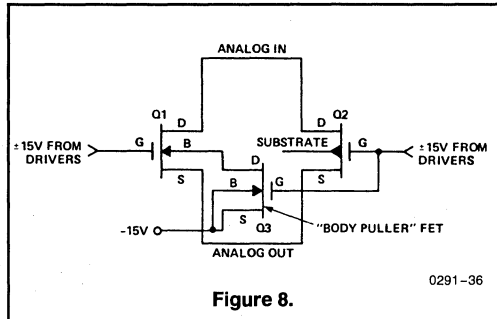 ANALOG IN
Q1
D
D
Q2
±15V FROM
DRIVERS
G
B
SUBSTRATE
G
±15V FROM
DRIVERS
D
S
B
G
S
S
-15V
Q3
"BODY PULLER" FET
ANALOG OUT
0291-36
Figure 8.